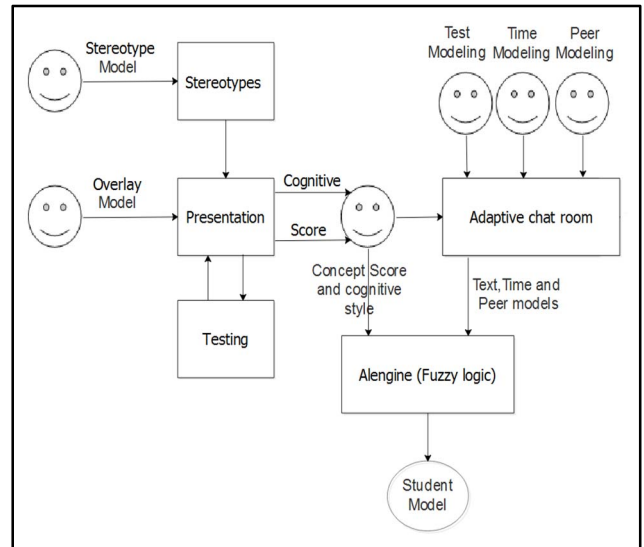 Stereotype
Model
Stereotypes
Test
Modeling
Time
Modeling
Peer
Modeling
Overlay
Model
Presentation
Cognitive
Score
Adaptive chat room
Concept Score
and cognitive
style
Text, Time and
Peer models
Testing
AIengine (Fuzzy logic)
Student
Model